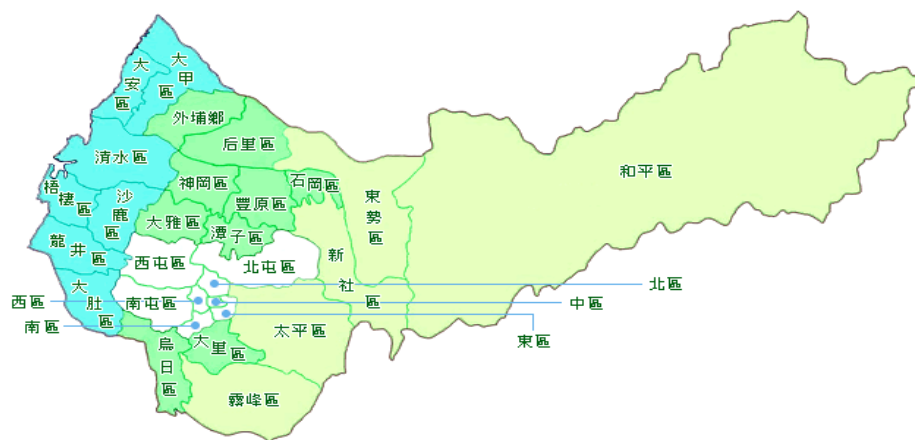 大甲區
大安區
外埔鄉
后里區
清水區
和平區
神岡區
石岡區
梧棲區
沙鹿區
豐原區
東勢區
大雅區
潭子區
龍井區
西屯區
北屯區
新社區
大肚區
北區
西區
南屯區
中區
南區
東區
太平區
烏日區
大里區
霧峰區